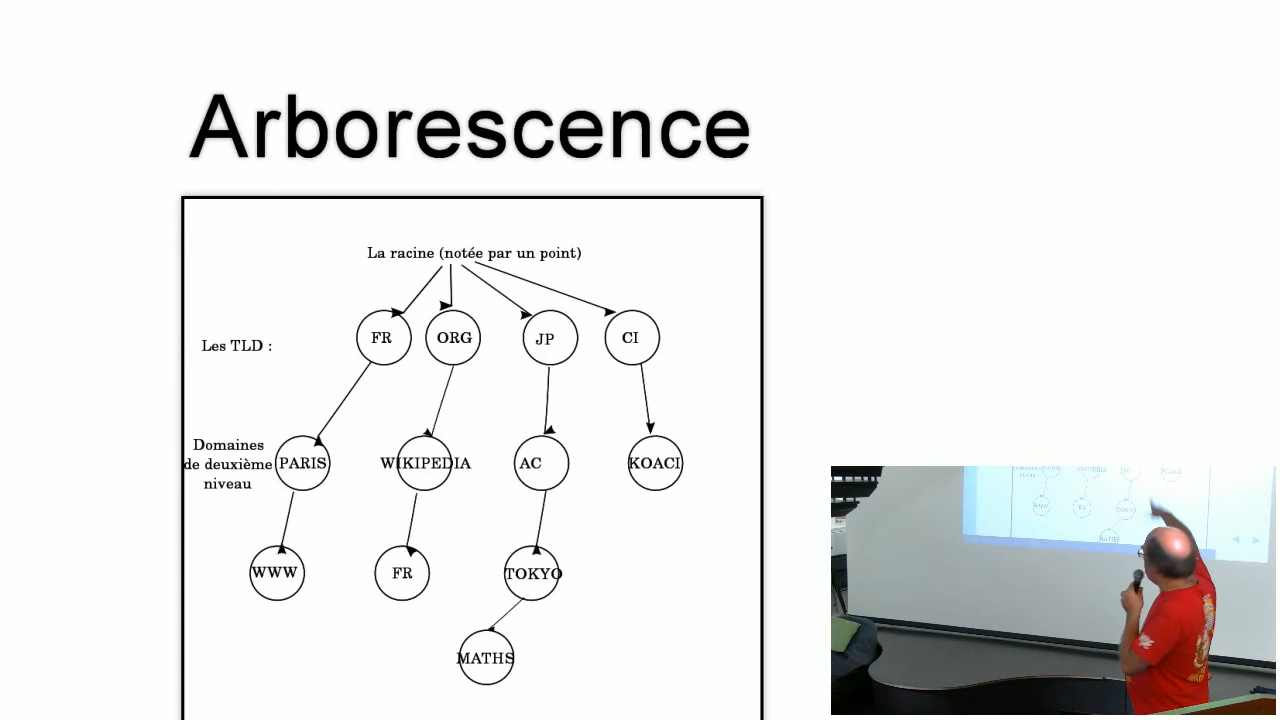 Arborescence
La racine (notée par un point)
Les TLD :
FR
ORG
JP
CI
Domaines
de deuxième
niveau
PARIS
WIKIPEDIA
AC
KOACI
WWW
FR
TOKYO
MATHS